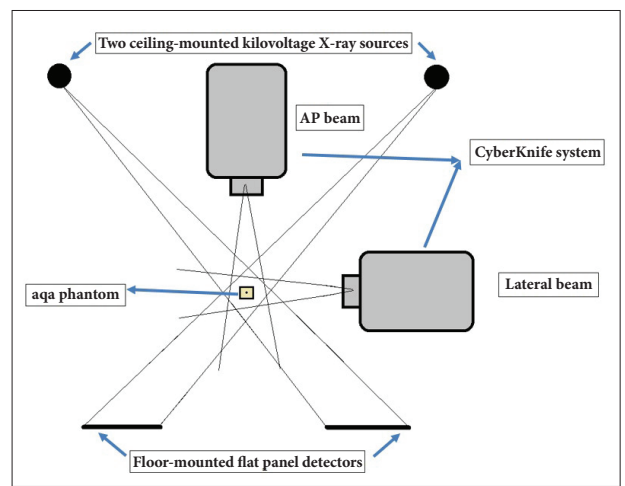 Two ceiling-mounted kilovoltage X-ray sources
AP beam
CyberKnife system
aqa phantom
Lateral beam
Floor-mounted flat panel detectors